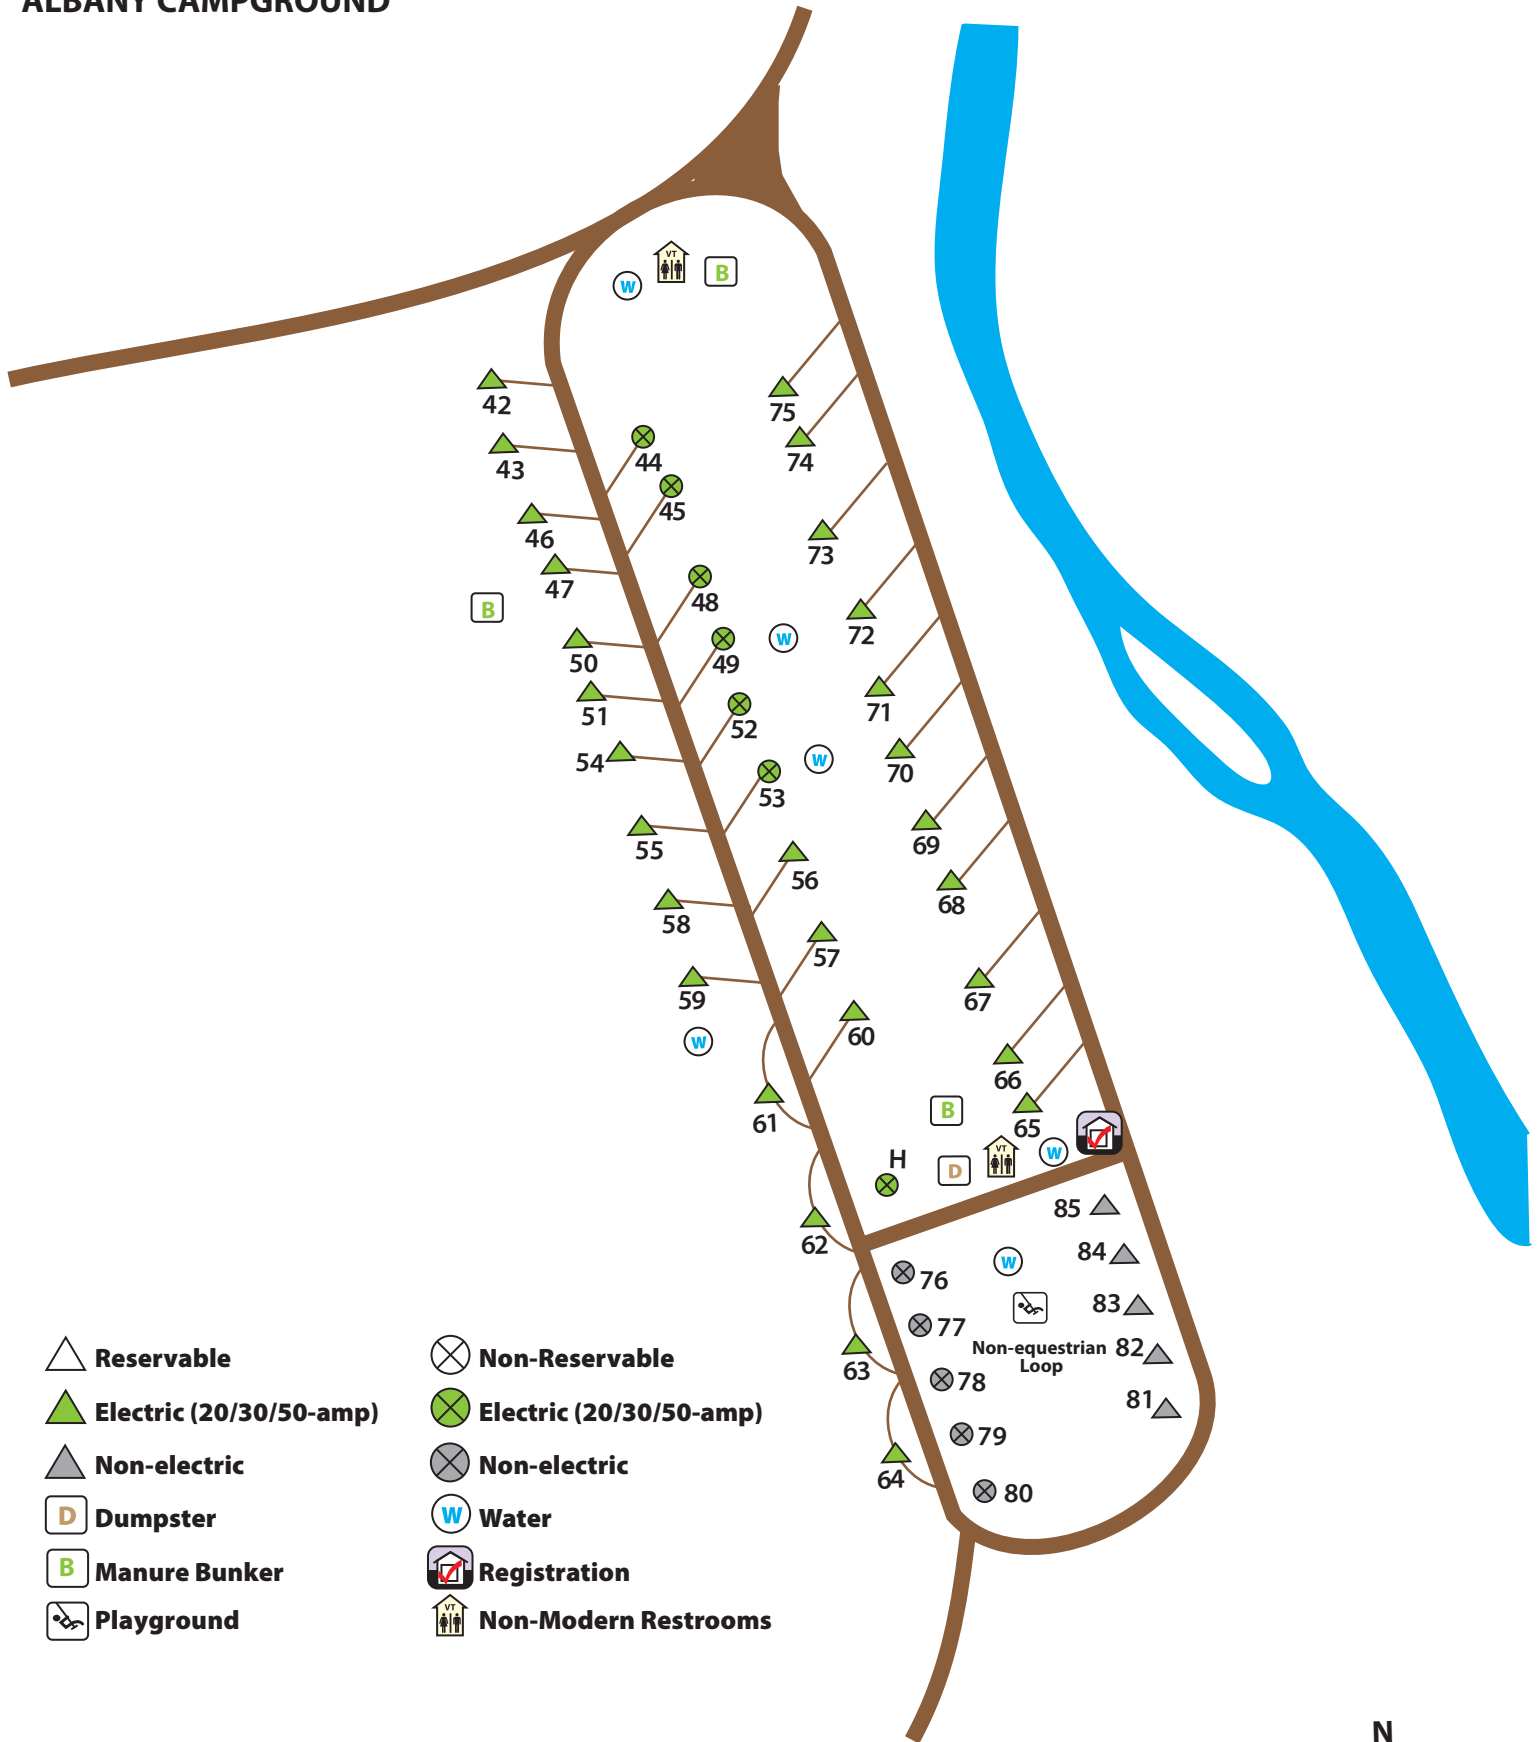 ALBANY CAMPGROUND
VT
W
B
42
75
43
44
74
45
46
73
47
48
B
72
49
W
50
51
71
52
54
70
W
53
55
69
56
68
58
57
59
67
60
W
66
61
B
65
VT
W
H
D
85
62
84
W
76
83
77
Non-equestrian
Loop
82
63
78
81
79
64
80
Reservable
Non-Reservable
Electric (20/30/50-amp)
Electric (20/30/50-amp)
Non-electric
Non-electric
D Dumpster
W Water
B Manure Bunker
Registration
Playground
VT Non-Modern Restrooms
N